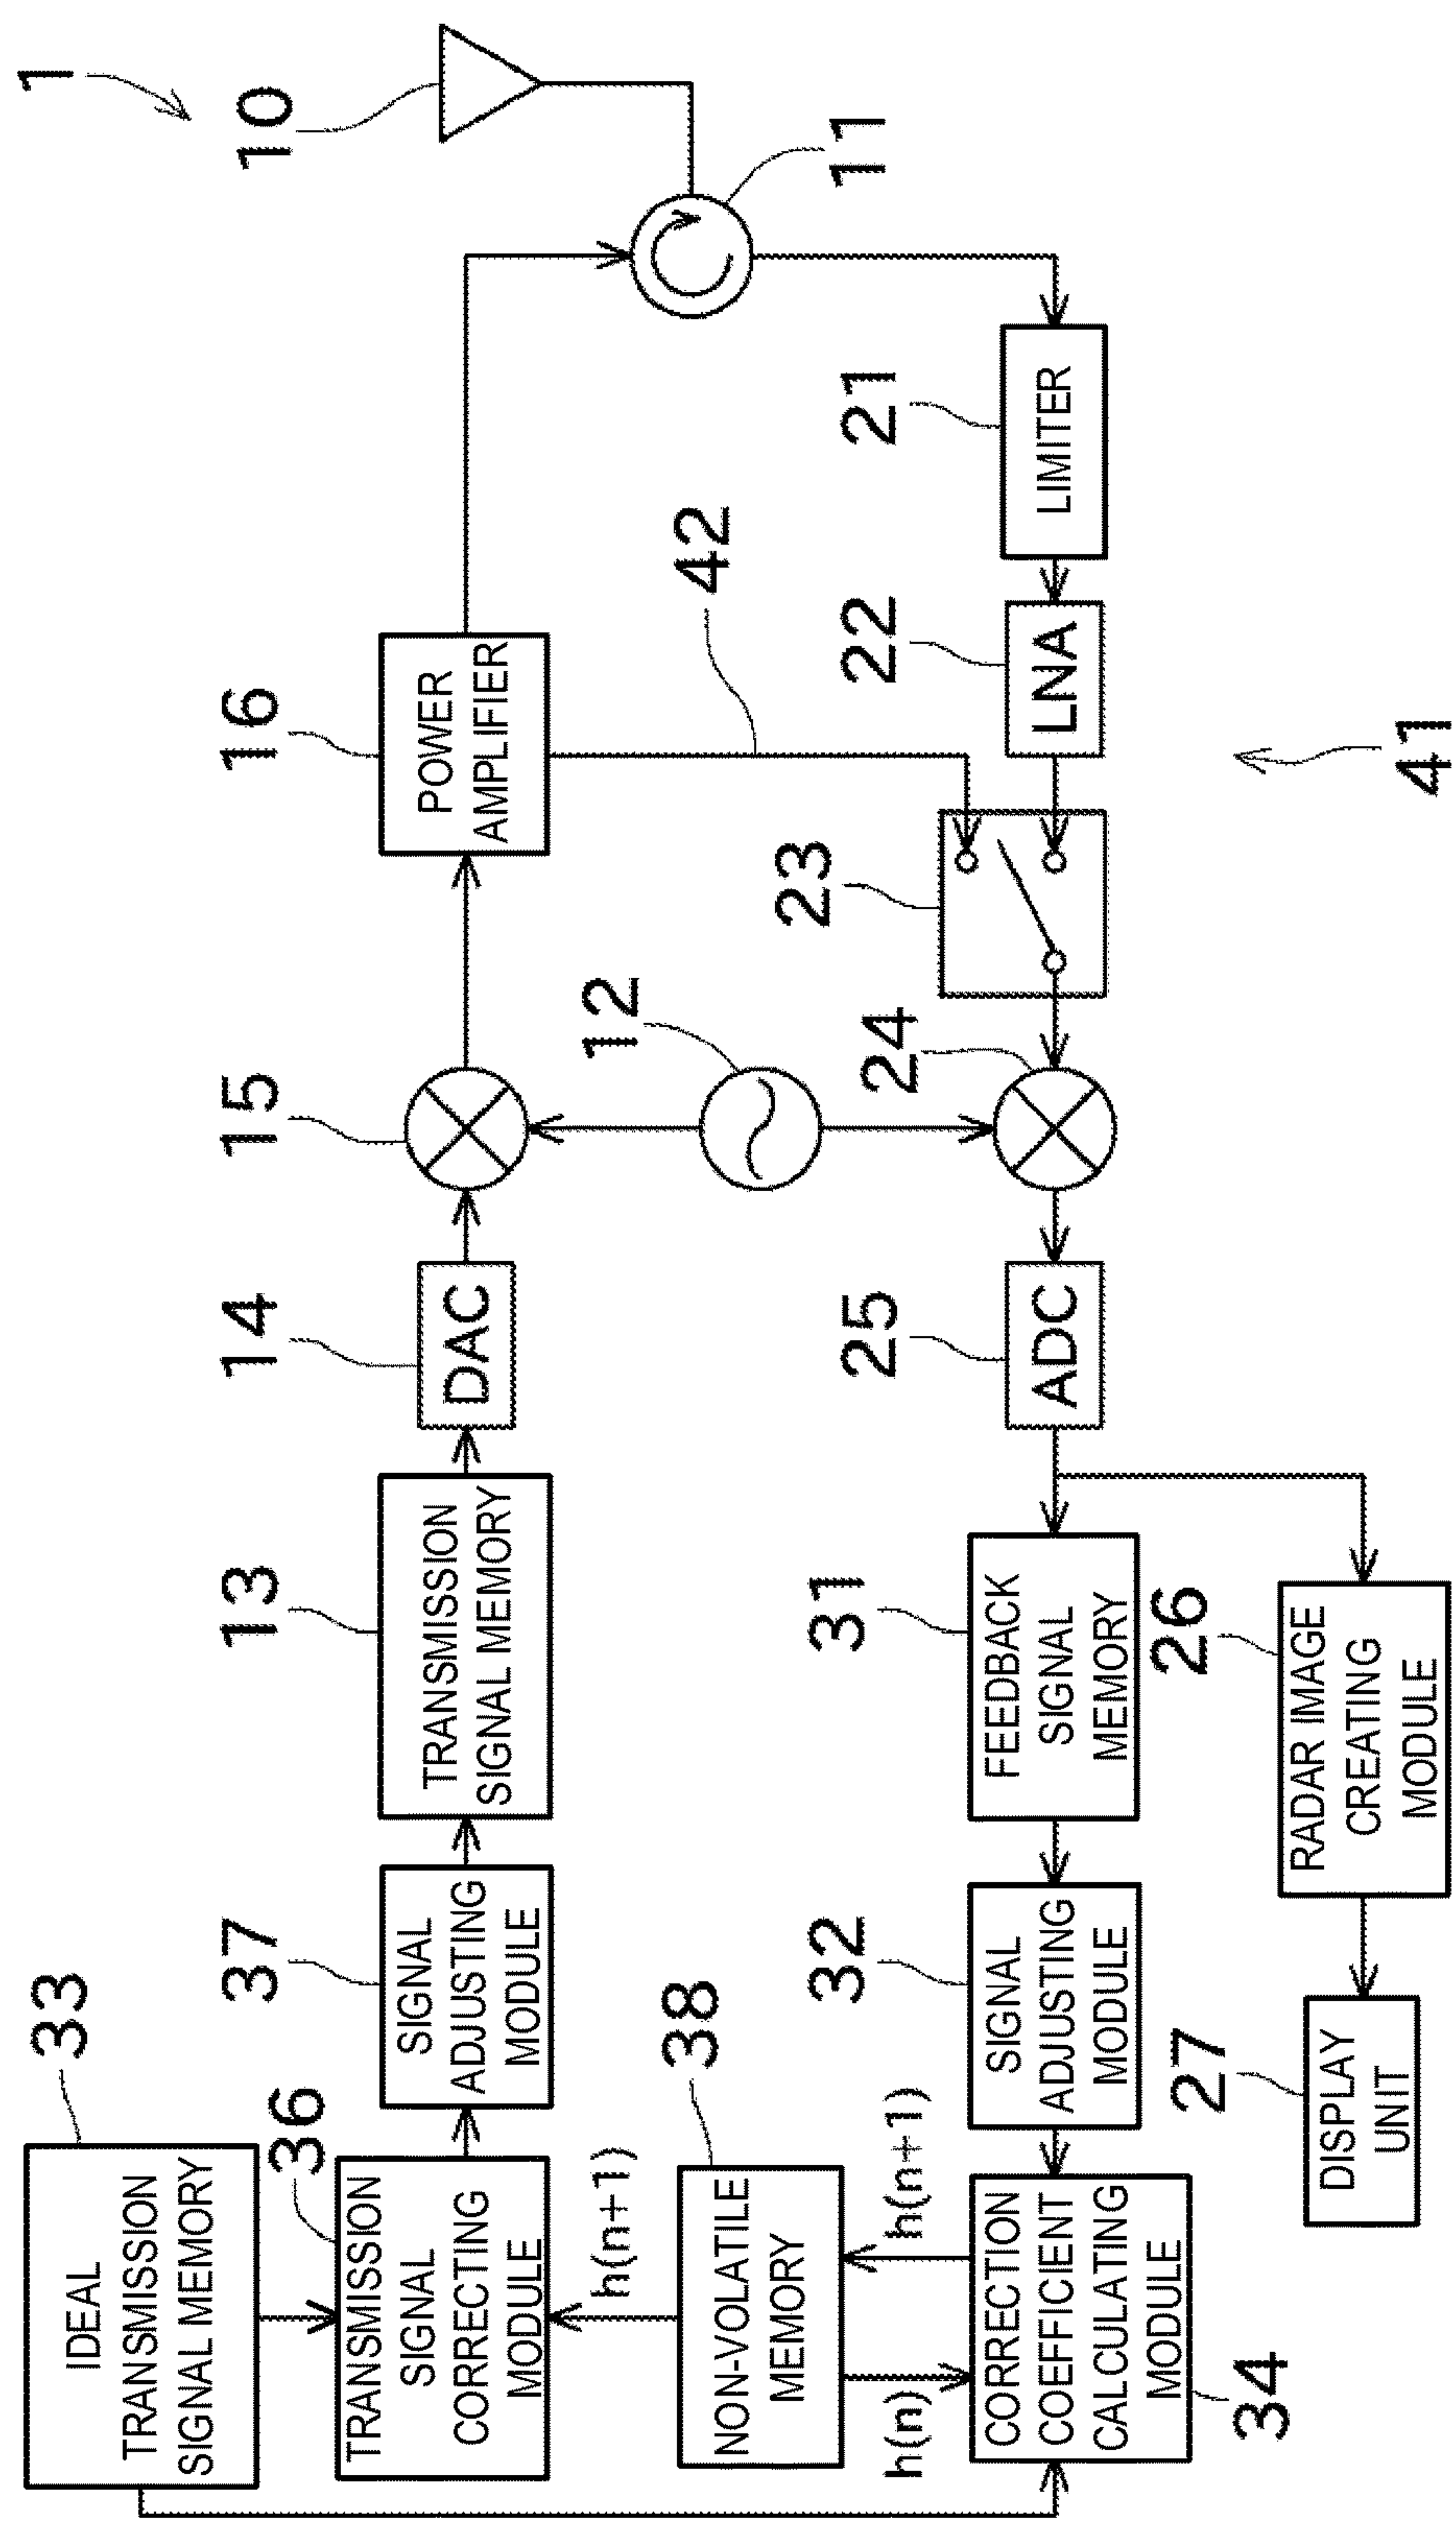 1
10
11
33
IDEAL
TRANSMISSION
SIGNAL MEMORY
36
TRANSMISSION
SIGNAL
CORRECTING
MODULE
37
SIGNAL
ADJUSTING
MODULE
13
TRANSMISSION
SIGNAL MEMORY
14
DAC
15
16
POWER
AMPLIFIER
h(n+1)
38
NON-VOLATILE
MEMORY
12
42
h(n)
h(n+1)
34
CORRECTION
COEFFICIENT
CALCULATING
MODULE
32
SIGNAL
ADJUSTING
MODULE
31
FEEDBACK
SIGNAL
MEMORY
25
ADC
24
23
22
LNA
21
LIMITER
27
DISPLAY
UNIT
26
RADAR IMAGE
CREATING
MODULE
41